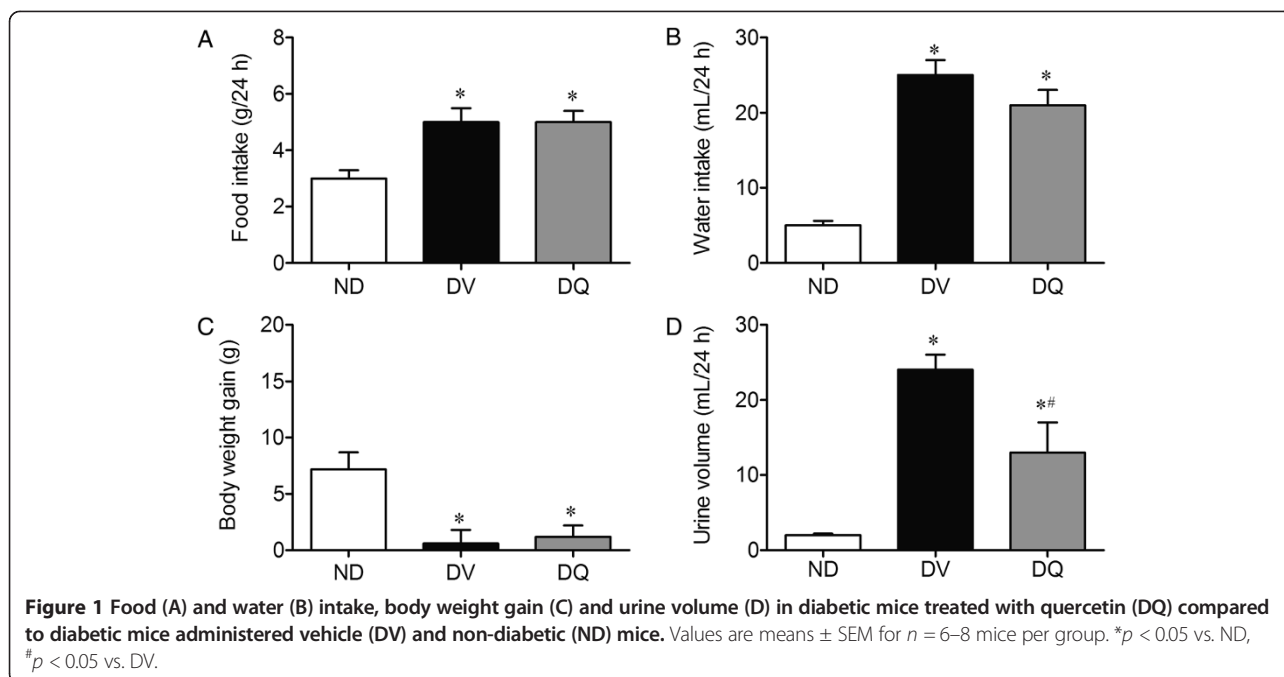 A
Food intake (g/24 h)
8
6
4
2
0
*
*
ND DV DQ
B
Water intake (mL/24 h)
30
20
10
0
*
*
ND DV DQ
C
Body weight gain (g)
20
15
10
5
0
*
*
ND DV DQ
D
Urine volume (mL/24 h)
30
20
10
0
*
*#
ND DV DQ
Figure 1 Food (A) and water (B) intake, body weight gain (C) and urine volume (D) in diabetic mice treated with quercetin (DQ) compared
to diabetic mice administered vehicle (DV) and non-diabetic (ND) mice. Values are means ± SEM for n = 6–8 mice per group. *p < 0.05 vs. ND,
#p < 0.05 vs. DV.